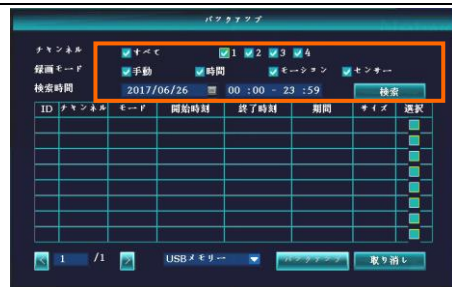 バックアップ
チャンネル すべて 1 2 3 4
録画モード 手動 時間 モーション センサー
検索時間 2017/06/26 00 :00 - 23 :59 検索
ID チャンネル モード 開始時刻 終了時刻 期間 サイズ 選択
< 1 /1 > USBメモリー バックアップ 取り消し